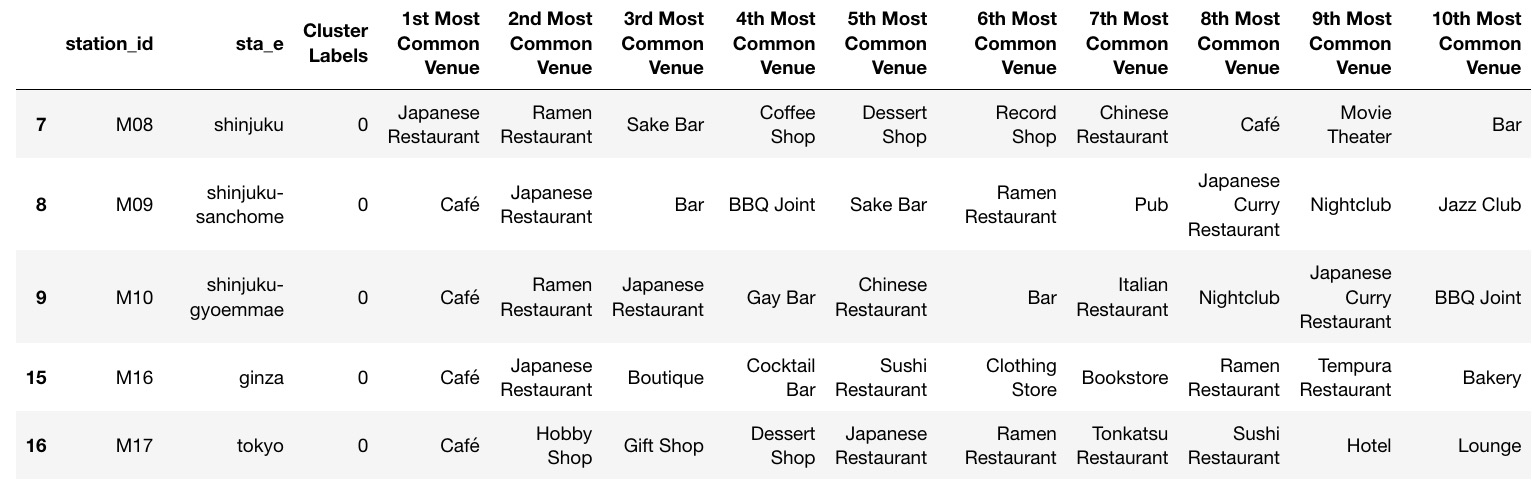 station_id sta_e Cluster Labels 1st Most Common Venue 2nd Most Common Venue 3rd Most Common Venue 4th Most Common Venue 5th Most Common Venue 6th Most Common Venue 7th Most Common Venue 8th Most Common Venue 9th Most Common Venue 10th Most Common Venue
7 M08 shinjuku 0 Japanese Restaurant Ramen Restaurant Sake Bar Coffee Shop Dessert Shop Record Shop Chinese Restaurant Café Movie Theater Bar
8 M09 shinjuku-sanchome 0 Café Japanese Restaurant Bar BBQ Joint Sake Bar Ramen Restaurant Pub Japanese Curry Restaurant Nightclub Jazz Club
9 M10 shinjuku-gyoemmae 0 Café Ramen Restaurant Japanese Restaurant Gay Bar Chinese Restaurant Bar Italian Restaurant Nightclub Japanese Curry Restaurant BBQ Joint
15 M16 ginza 0 Café Japanese Restaurant Boutique Cocktail Bar Sushi Restaurant Clothing Store Bookstore Ramen Restaurant Tempura Restaurant Bakery
16 M17 tokyo 0 Café Hobby Shop Gift Shop Dessert Shop Japanese Restaurant Ramen Restaurant Tonkatsu Restaurant Sushi Restaurant Hotel Lounge